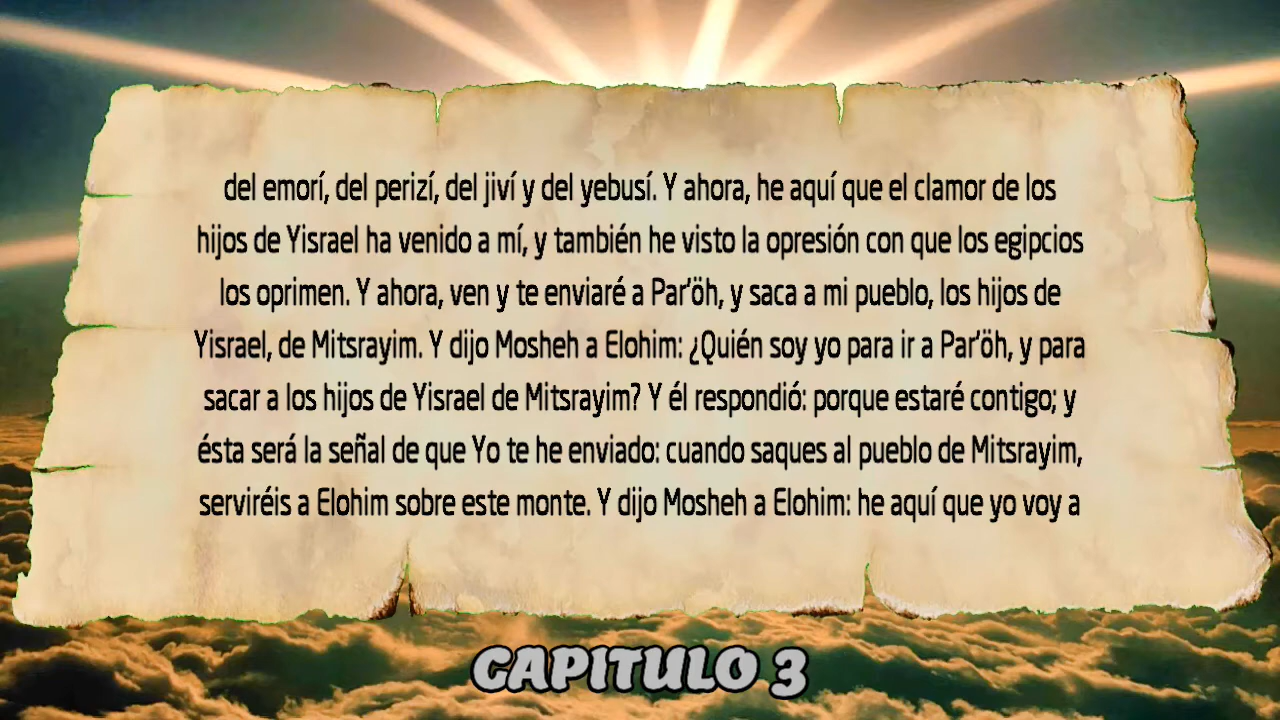 del emorí, del perizí, del jiví y del yebusí. Y ahora, he aquí que el clamor de los
hijos de Yisrael ha venido a mí, y también he visto la opresión con que los egipcios
los oprimen. Y ahora, ven y te enviaré a Par’öh, y saca a mi pueblo, los hijos de
Yisrael, de Mitsrayim. Y dijo Mosheh a Elohim: ¿Quién soy yo para ir a Par’öh, y para
sacar a los hijos de Yisrael de Mitsrayim? Y él respondió: porque estaré contigo; y
ésta será la señal de que Yo te he enviado: cuando saques al pueblo de Mitsrayim,
serviréis a Elohim sobre este monte. Y dijo Mosheh a Elohim: he aquí que yo voy a
CAPITULO 3